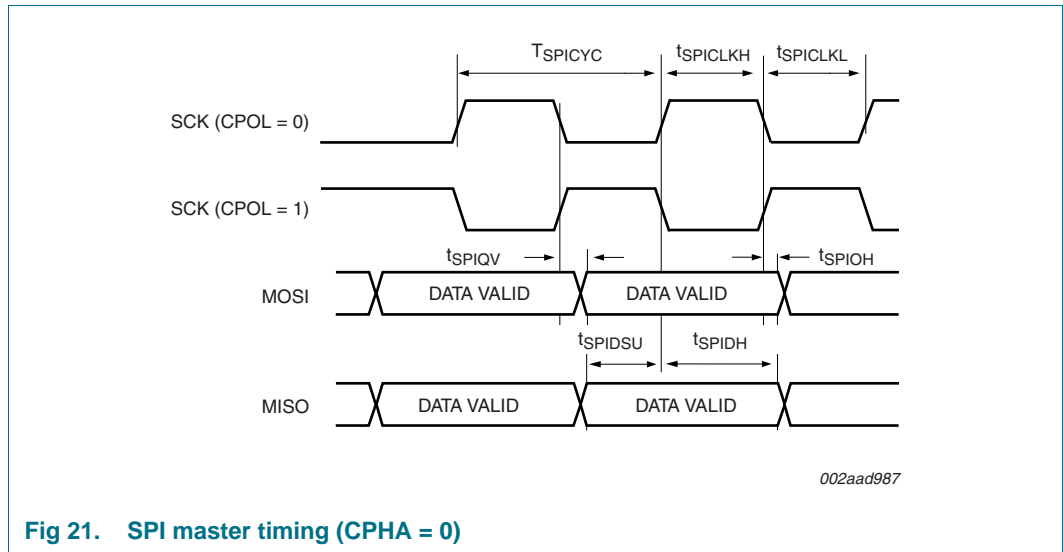 TSPICYC tSPICLKH tSPICLKL
SCK (CPOL = 0)
SCK (CPOL = 1)
tSPIQV tSPIOH
MOSI DATA VALID DATA VALID
tSPIDSU tSPIDH
MISO DATA VALID DATA VALID
002aad987
Fig 21. SPI master timing (CPHA = 0)